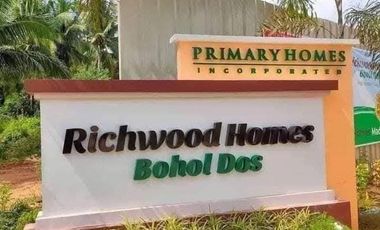 PRIMARY HOMES
INCORPORATED
Richwood Homes
Bohol Dos